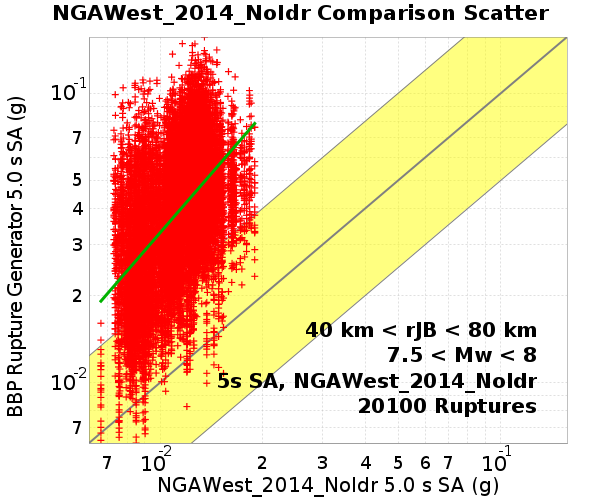 NGAWest_2014_NoIdr Comparison Scatter
BBP Rupture Generator 5.0 s SA (g)
10-1
7
5
4
3
2
10-2
7
40 km < rJB < 80 km
7.5 < Mw < 8
5s SA, NGAWest_2014_NoIdr
20100 Ruptures
7 10-2 2 3 4 5 6 7 10-1
NGAWest_2014_NoIdr 5.0 s SA (g)